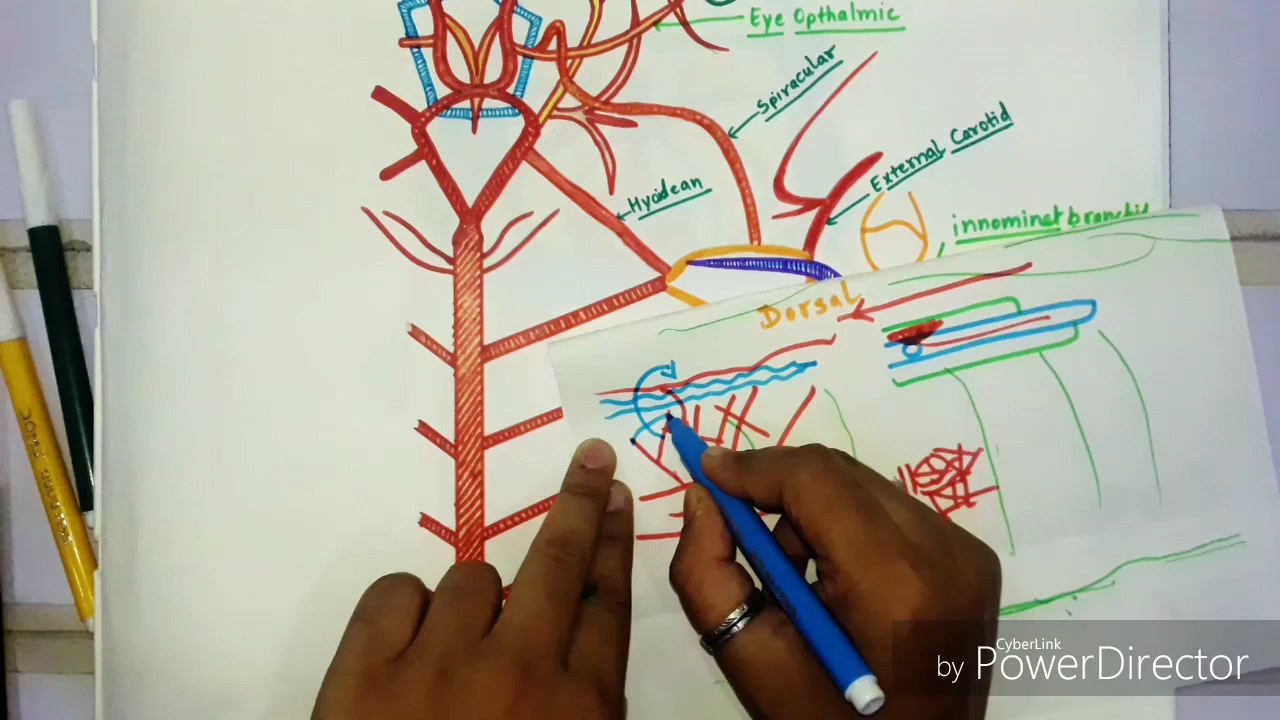 Eye Opthalmic
Spiracular
External Carotid
Hyoidean
innominet branchi
Dorsal
CyberLink
by PowerDirector